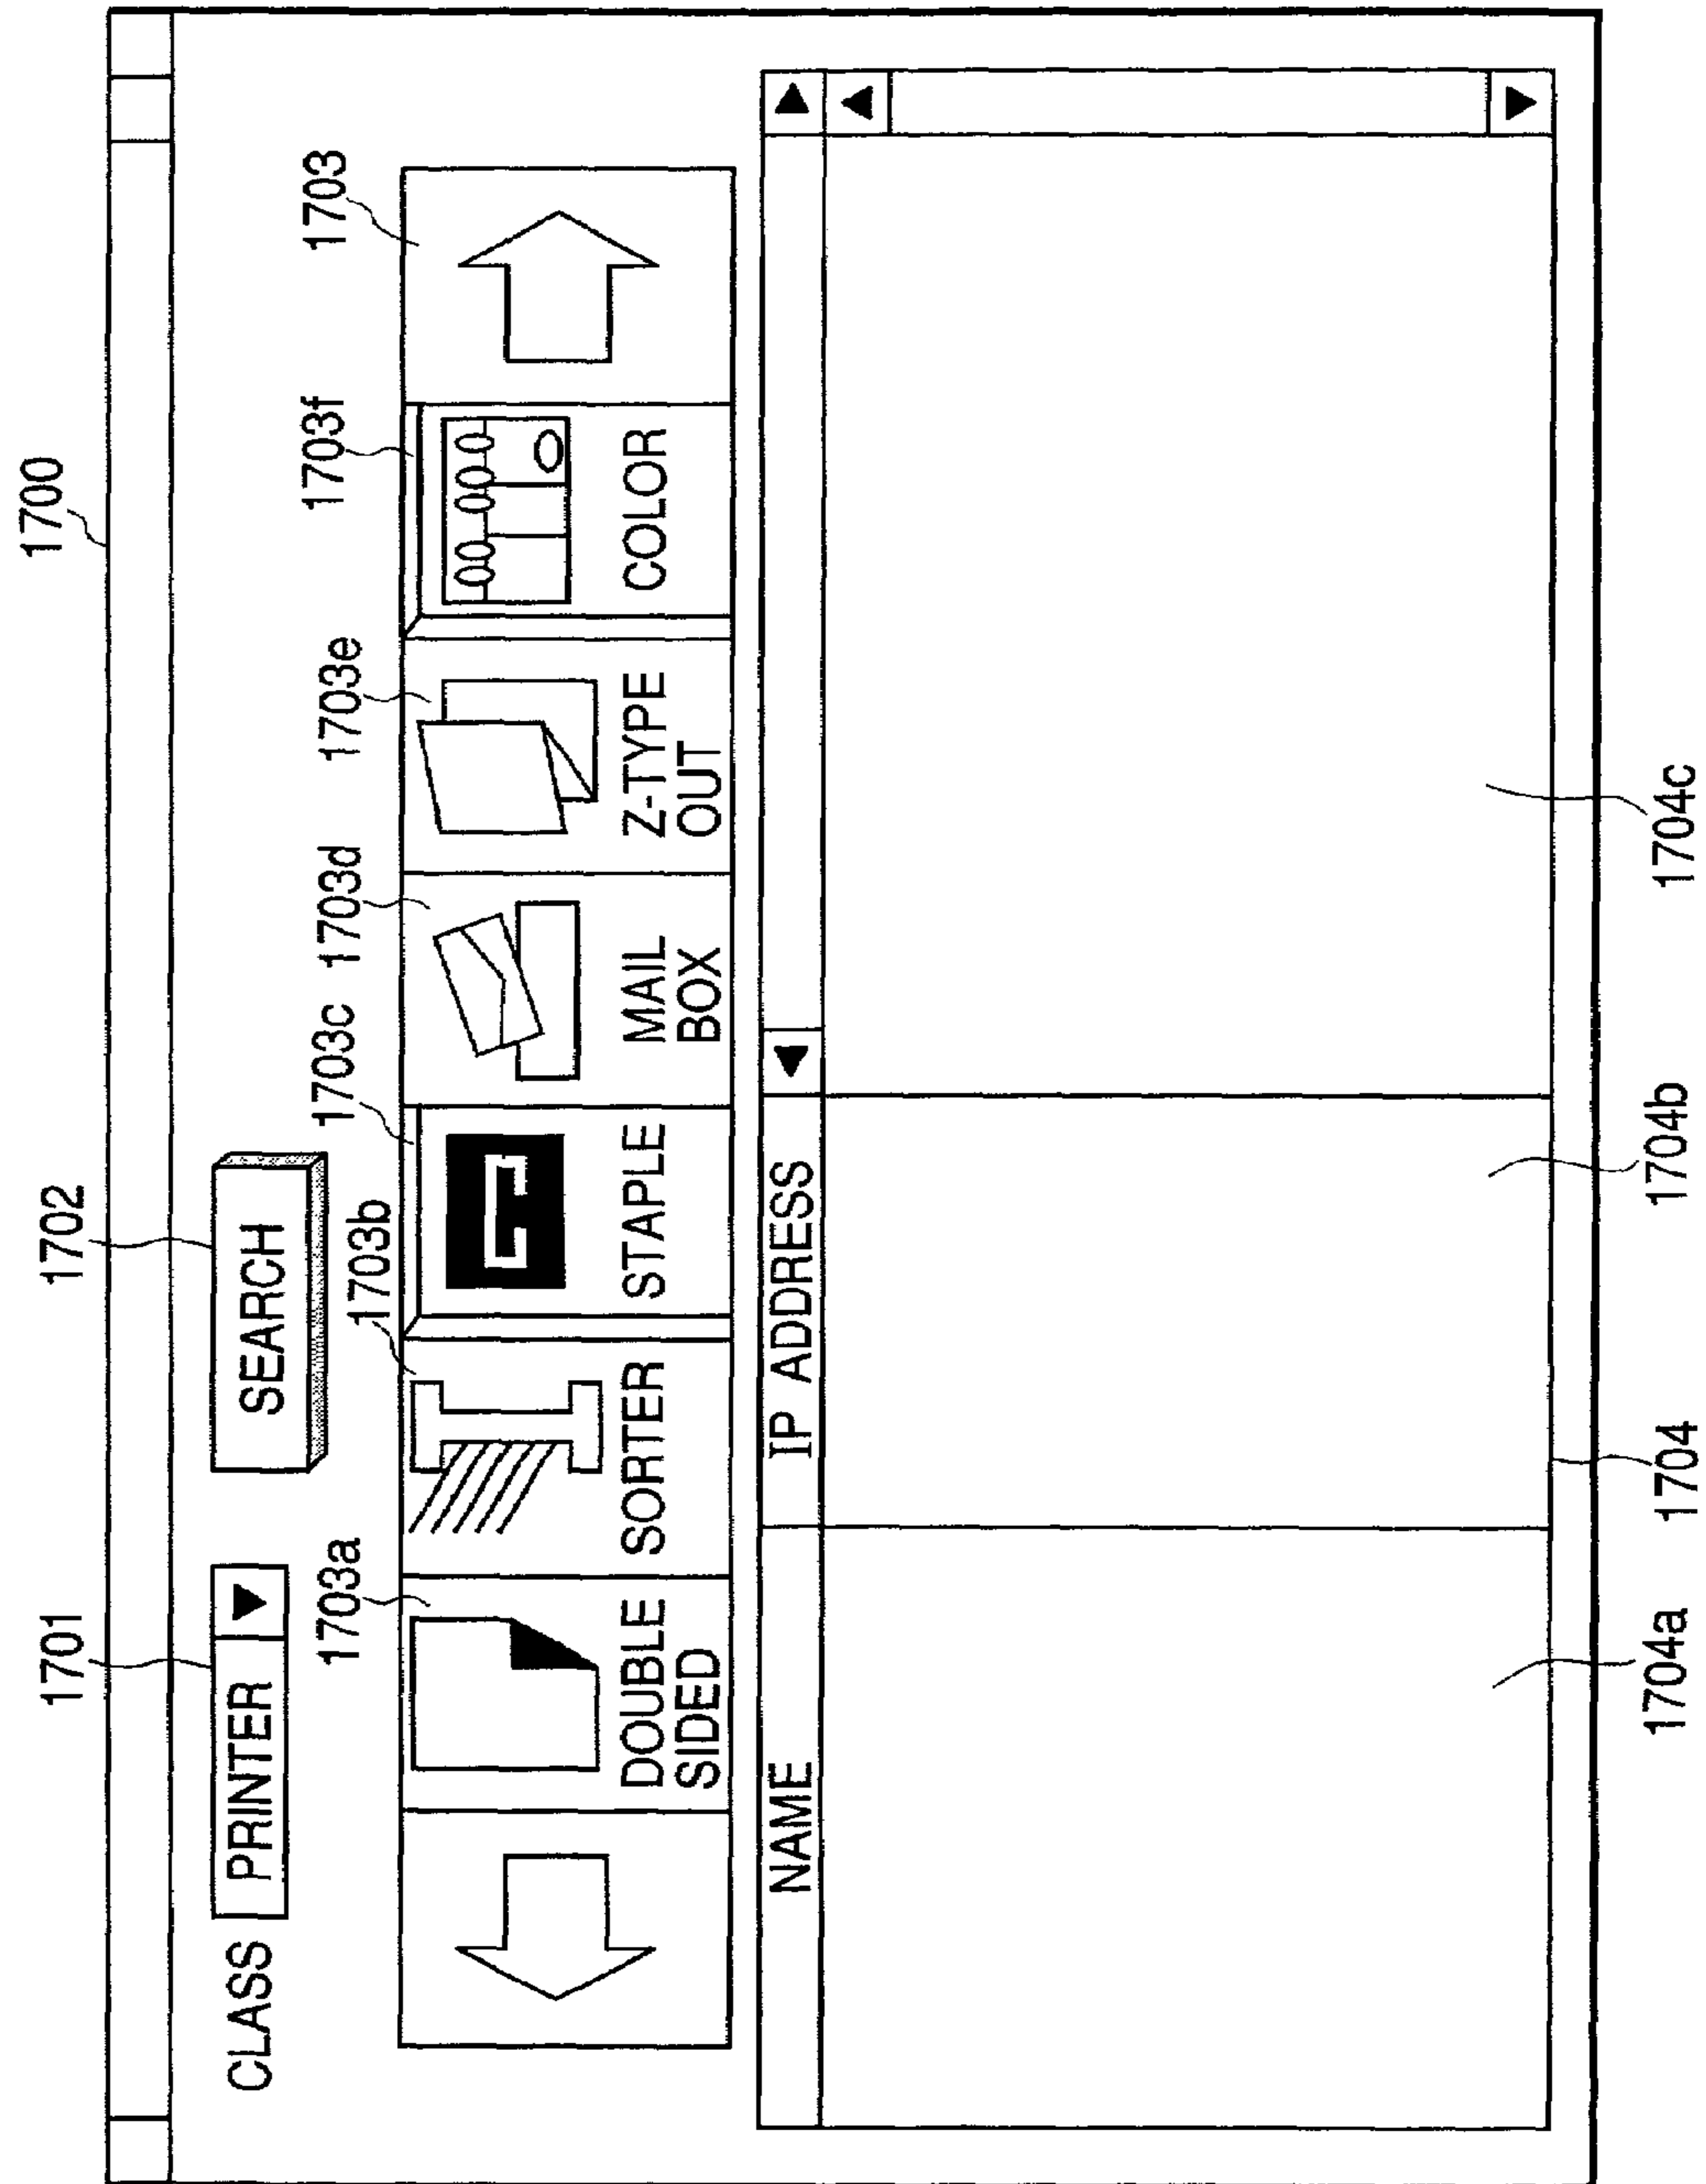 1700
1701
1702
CLASS
PRINTER
SEARCH
1703a
1703b
1703c
1703d
1703e
1703f
1703
DOUBLE
SIDED
SORTER
STAPLE
MAIL
BOX
Z-TYPE
OUT
COLOR
NAME
IP ADDRESS
1704a
1704
1704b
1704c